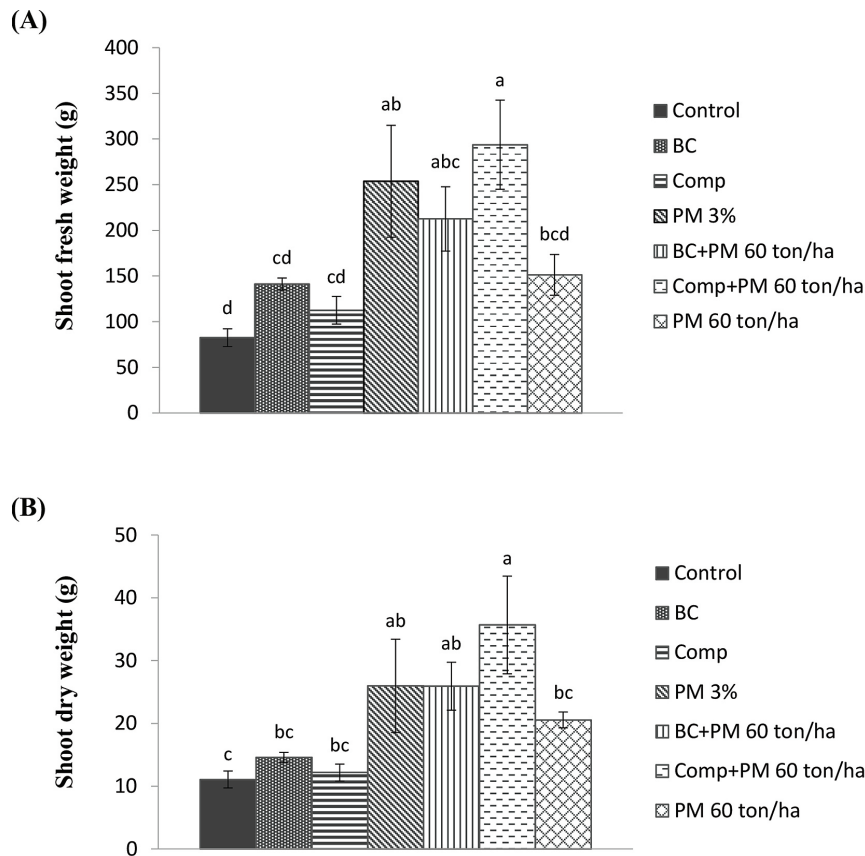 (A)
Shoot fresh weight (g)
400
350
300
250
200
150
100
50
0
d
cd
cd
ab
abc
a
bcd
Control
BC
Comp
PM 3%
BC+PM 60 ton/ha
Comp+PM 60 ton/ha
PM 60 ton/ha
(B)
Shoot dry weight (g)
50
40
30
20
10
0
c
bc
bc
ab
ab
a
bc
Control
BC
Comp
PM 3%
BC+PM 60 ton/ha
Comp+PM 60 ton/ha
PM 60 ton/ha